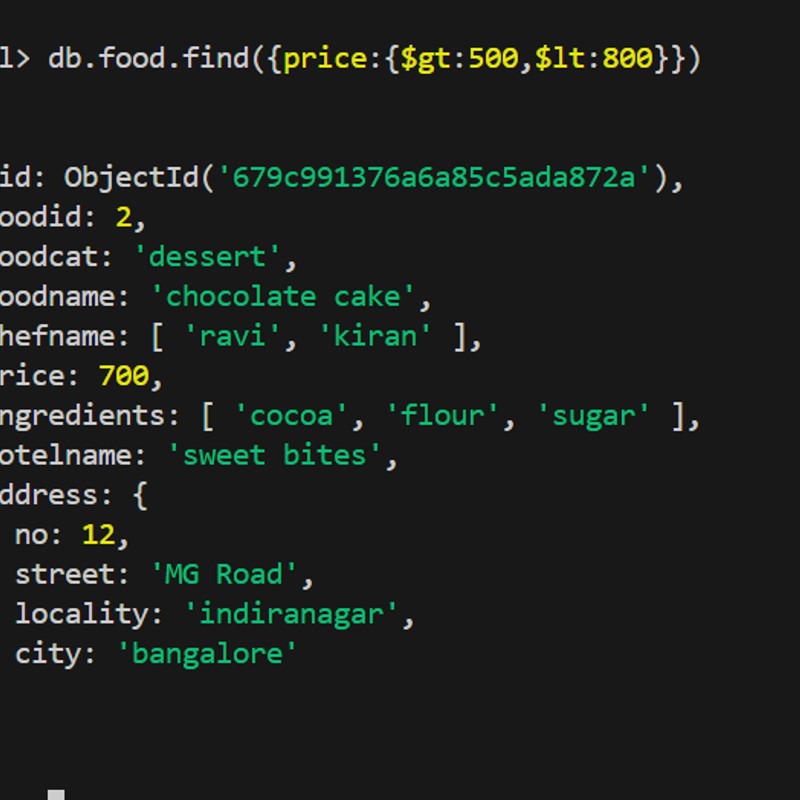 l> db.food.find({price:{$gt:500,$lt:800}})
id: ObjectId('679c991376a6a85c5ada872a'),
oodid: 2,
oodcat: 'dessert',
oodname: 'chocolate cake',
hefname: [ 'ravi', 'kiran' ],
rice: 700,
ngredients: [ 'cocoa', 'flour', 'sugar' ],
otelname: 'sweet bites',
ddress: {
no: 12,
street: 'MG Road',
locality: 'indiranagar',
city: 'bangalore'